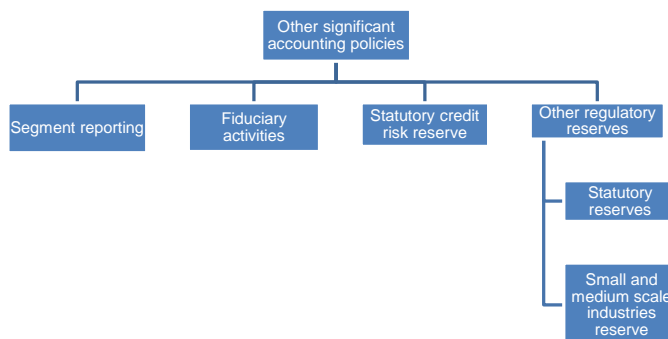 Other significant
accounting policies
Segment reporting
Fiduciary
activities
Statutory credit
risk reserve
Other regulatory
reserves
Statutory
reserves
Small and
medium scale
industries
reserve